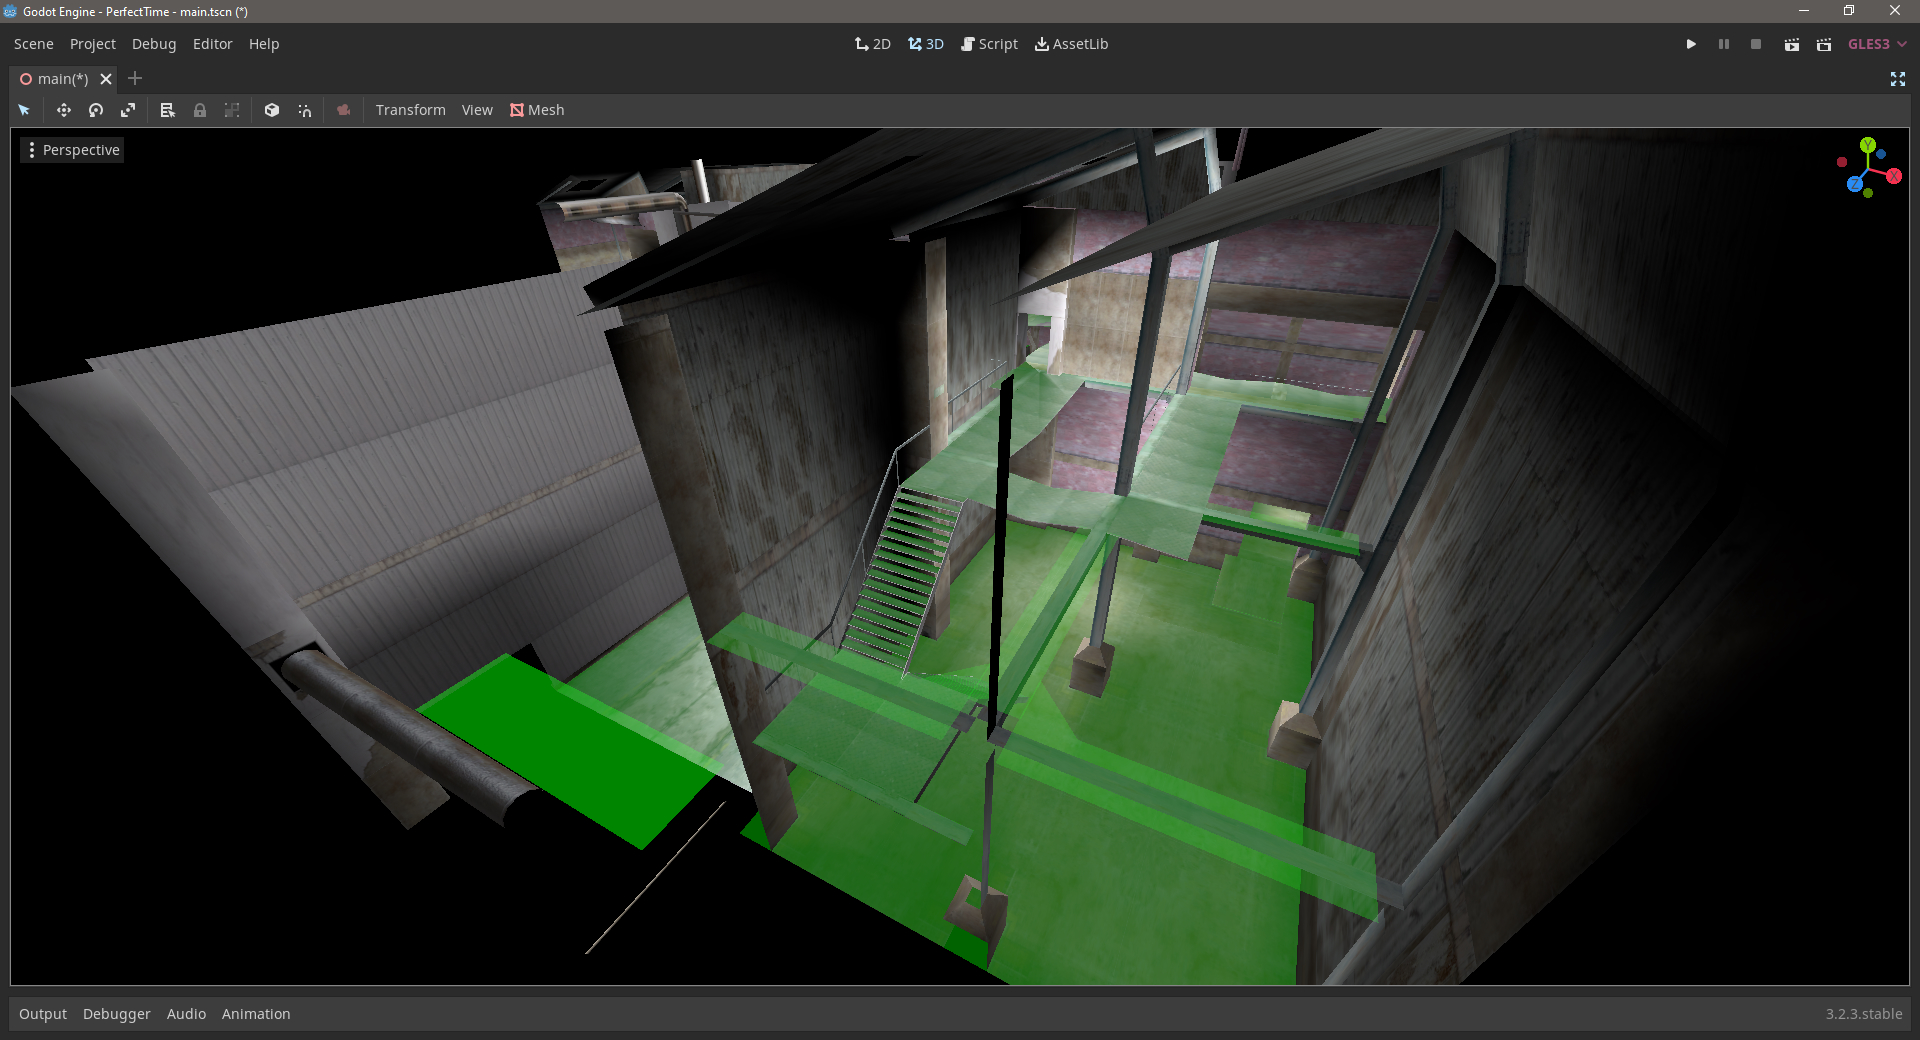 Godot Engine - PerfectTime - main.tscn (*)
Scene Project Debug Editor Help 2D 3D Script AssetLib GLES3
main(*)
Transform View Mesh
Perspective
Y
X
Z
Output Debugger Audio Animation 3.2.3.stable